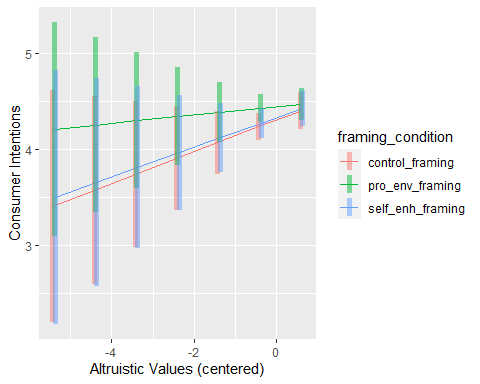 5
4
3
-4
-2
0
Consumer Intentions
Altruistic Values (centered)
framing_condition
control_framing
pro_env_framing
self_enh_framing